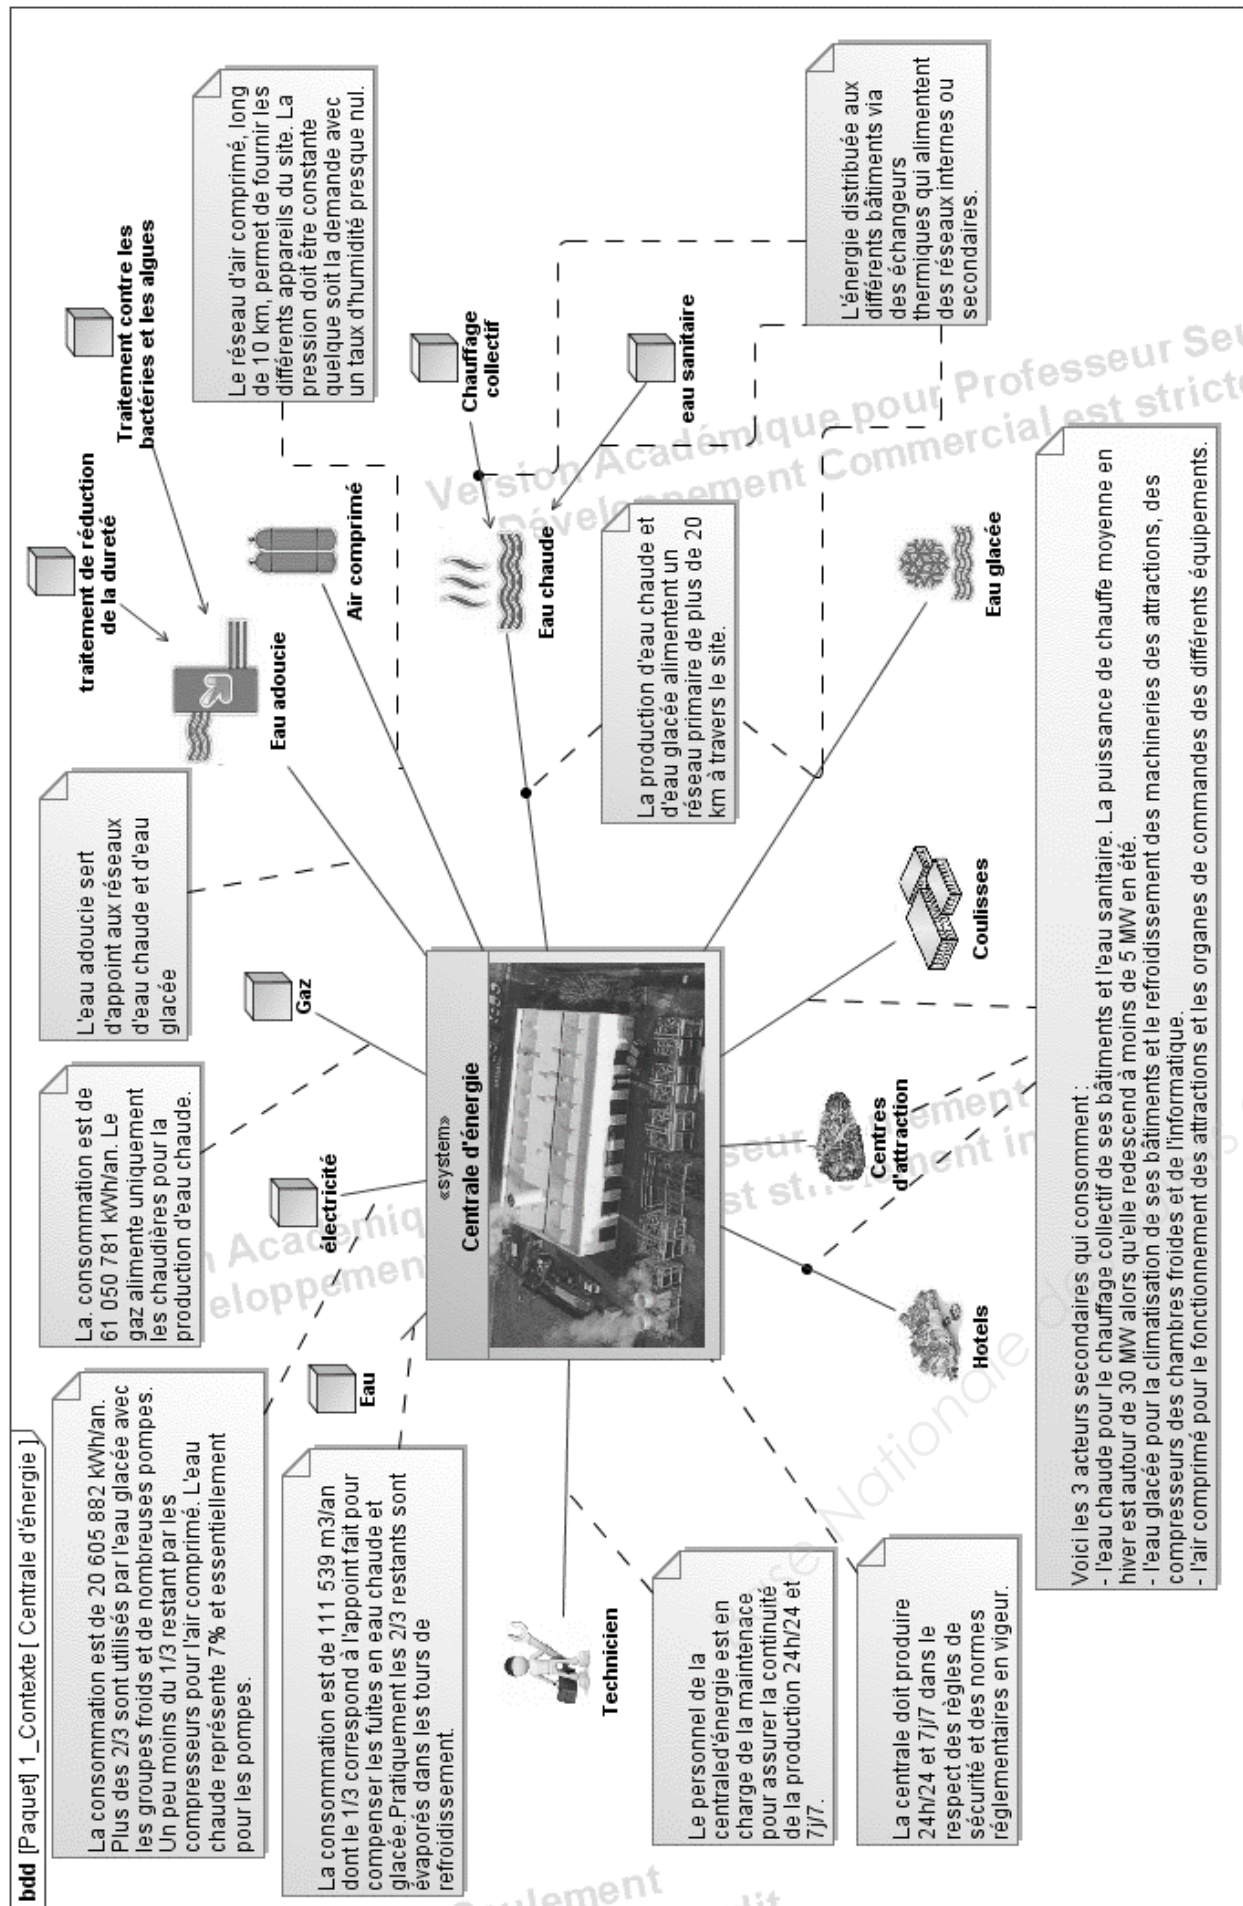 bdd [Paquet] 1_Contexte [ Centrale d'énergie ]
La consommation est de 20 605 882 kWh/an.
Plus des 2/3 sont utilisés par l'eau glacée avec
les groupes froids et de nombreuses pompes.
Un peu moins du 1/3 restant par les
compresseurs pour l'air comprimé. L'eau
chaude représente 7% et essentiellement
pour les pompes.
La. consommation est de
61 050 781 kWh/an. Le
gaz alimente uniquement
les chaudières pour la
production d'eau chaude.
L'eau adoucie sert
d'appoint aux réseaux
d'eau chaude et d'eau
glacée
traitement de réduction
de la dureté
Traitement contre les
bactéries et les algues
Le réseau d'air comprimé, long
de 10 km, permet de fournir les
différents appareils du site. La
pression doit être constante
quelque soit la demande avec
un taux d'humidité presque nul.
La consommation est de 111 539 m3/an
dont le 1/3 correspond à l'appoint fait pour
compenser les fuites en eau chaude et
glacée.Pratiquement les 2/3 restants sont
évaporés dans les tours de
refroidissement.
Eau
électricité
Gaz
Eau adoucie
Air comprimé
Chauffage
collectif
eau sanitaire
Eau chaude
Eau glacée
«system»
Centrale d'énergie
La production d'eau chaude et
d'eau glacée alimentent un
réseau primaire de plus de 20
km à travers le site.
L'énergie distribuée aux
différents bâtiments via
des échangeurs
thermiques qui alimentent
des réseaux internes ou
secondaires.
Technicien
Hotels
Centres
d'attraction
Coulisses
Le personnel de la
centraled'énergie est en
charge de la maintenace
pour assurer la continuité
de la production 24h/24 et
7j/7.
La centrale doit produire
24h/24 et 7j/7 dans le
respect des règles de
sécurité et des normes
réglementaires en vigeur.
Voici les 3 acteurs secondaires qui consomment :
- l'eau chaude pour le chauffage collectif de ses bâtiments et l'eau sanitaire. La puissance de chauffe moyenne en
hiver est autour de 30 MW alors qu'elle redescend à moins de 5 MW en été.
- l'eau glacée pour la climatisation de ses bâtiments et le refroidissement des machineries des attractions, des
compresseurs des chambres froides et de l'informatique.
- l'air comprimé pour le fonctionnement des attractions et les organes de commandes des différents équipements.
Version Académique pour Professeur Seu
Développement Commercial est stricte